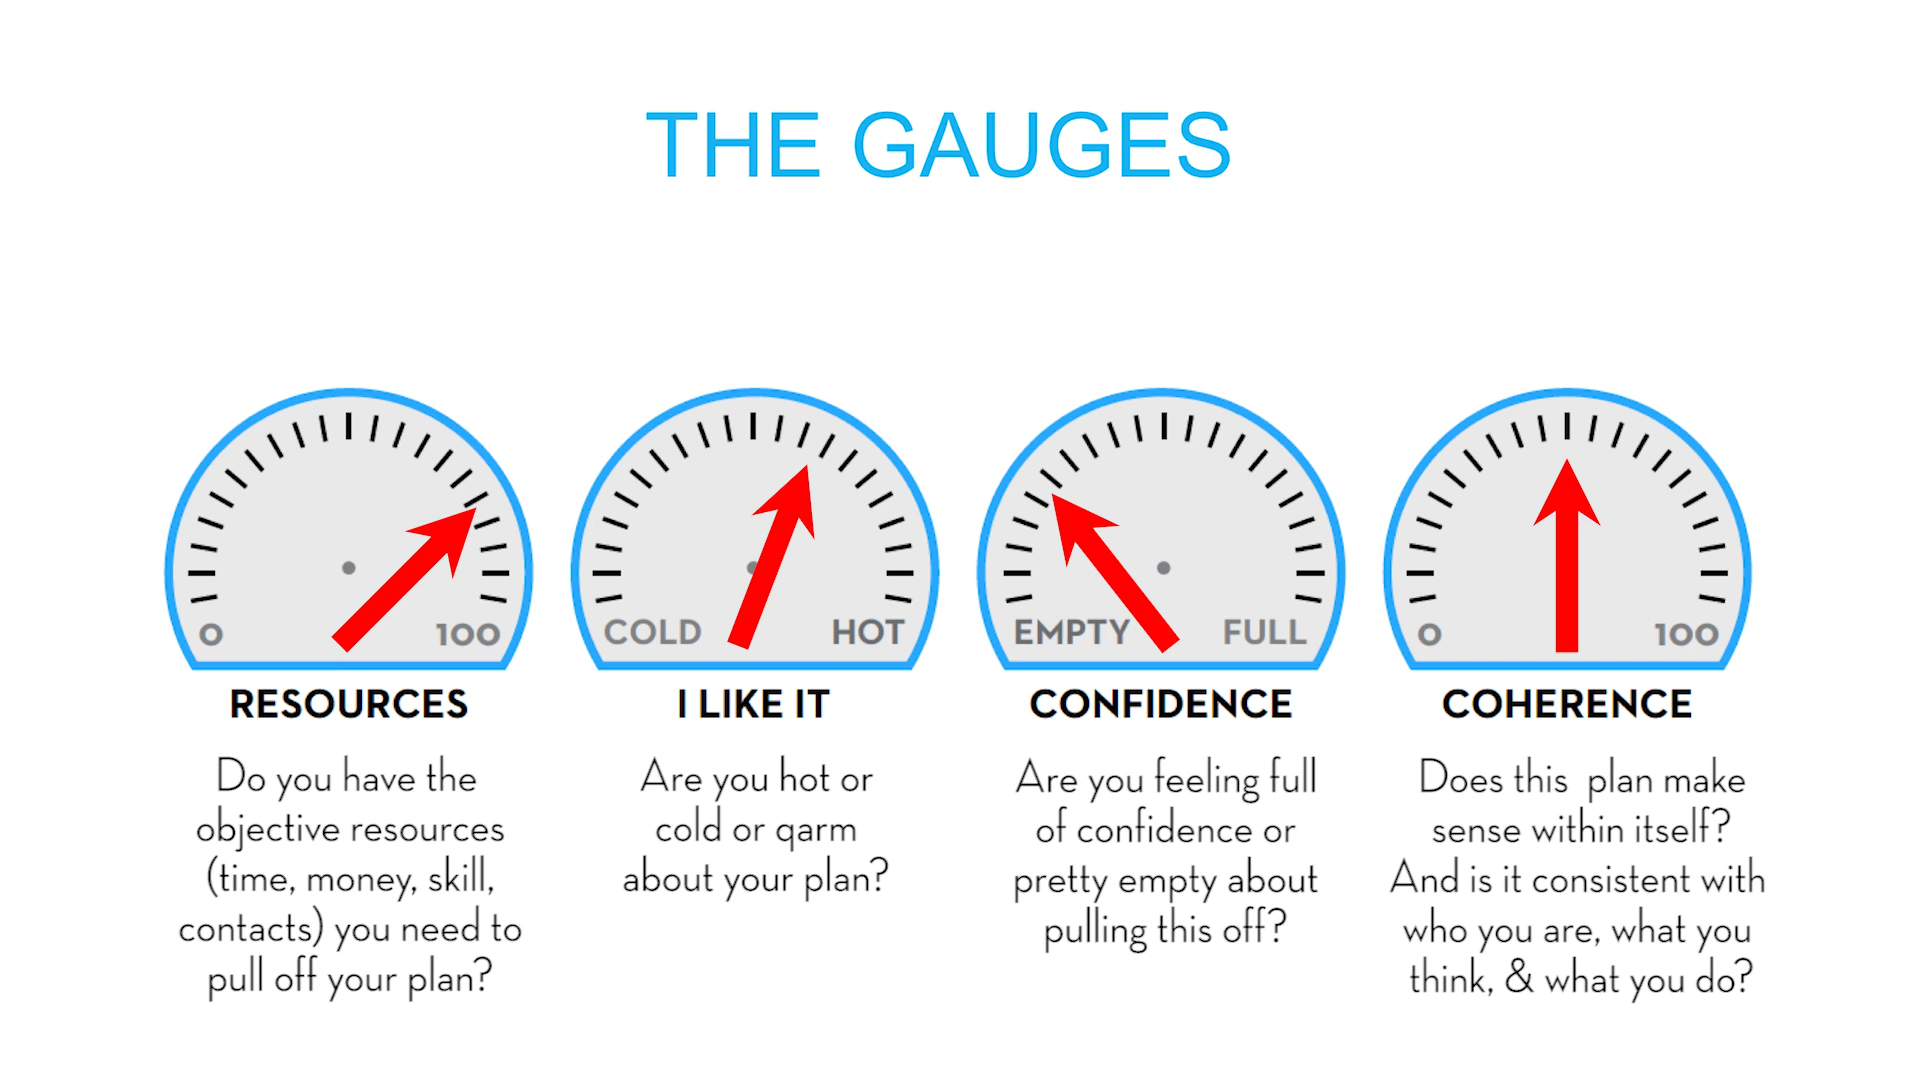 THE GAUGES
0 100
COLD HOT
EMPTY FULL
0 100
RESOURCES
Do you have the
objective resources
(time, money, skill,
contacts) you need to
pull off your plan?
I LIKE IT
Are you hot or
cold or qarm
about your plan?
CONFIDENCE
Are you feeling full
of confidence or
pretty empty about
pulling this off?
COHERENCE
Does this plan make
sense within itself?
And is it consistent with
who you are, what you
think, & what you do?